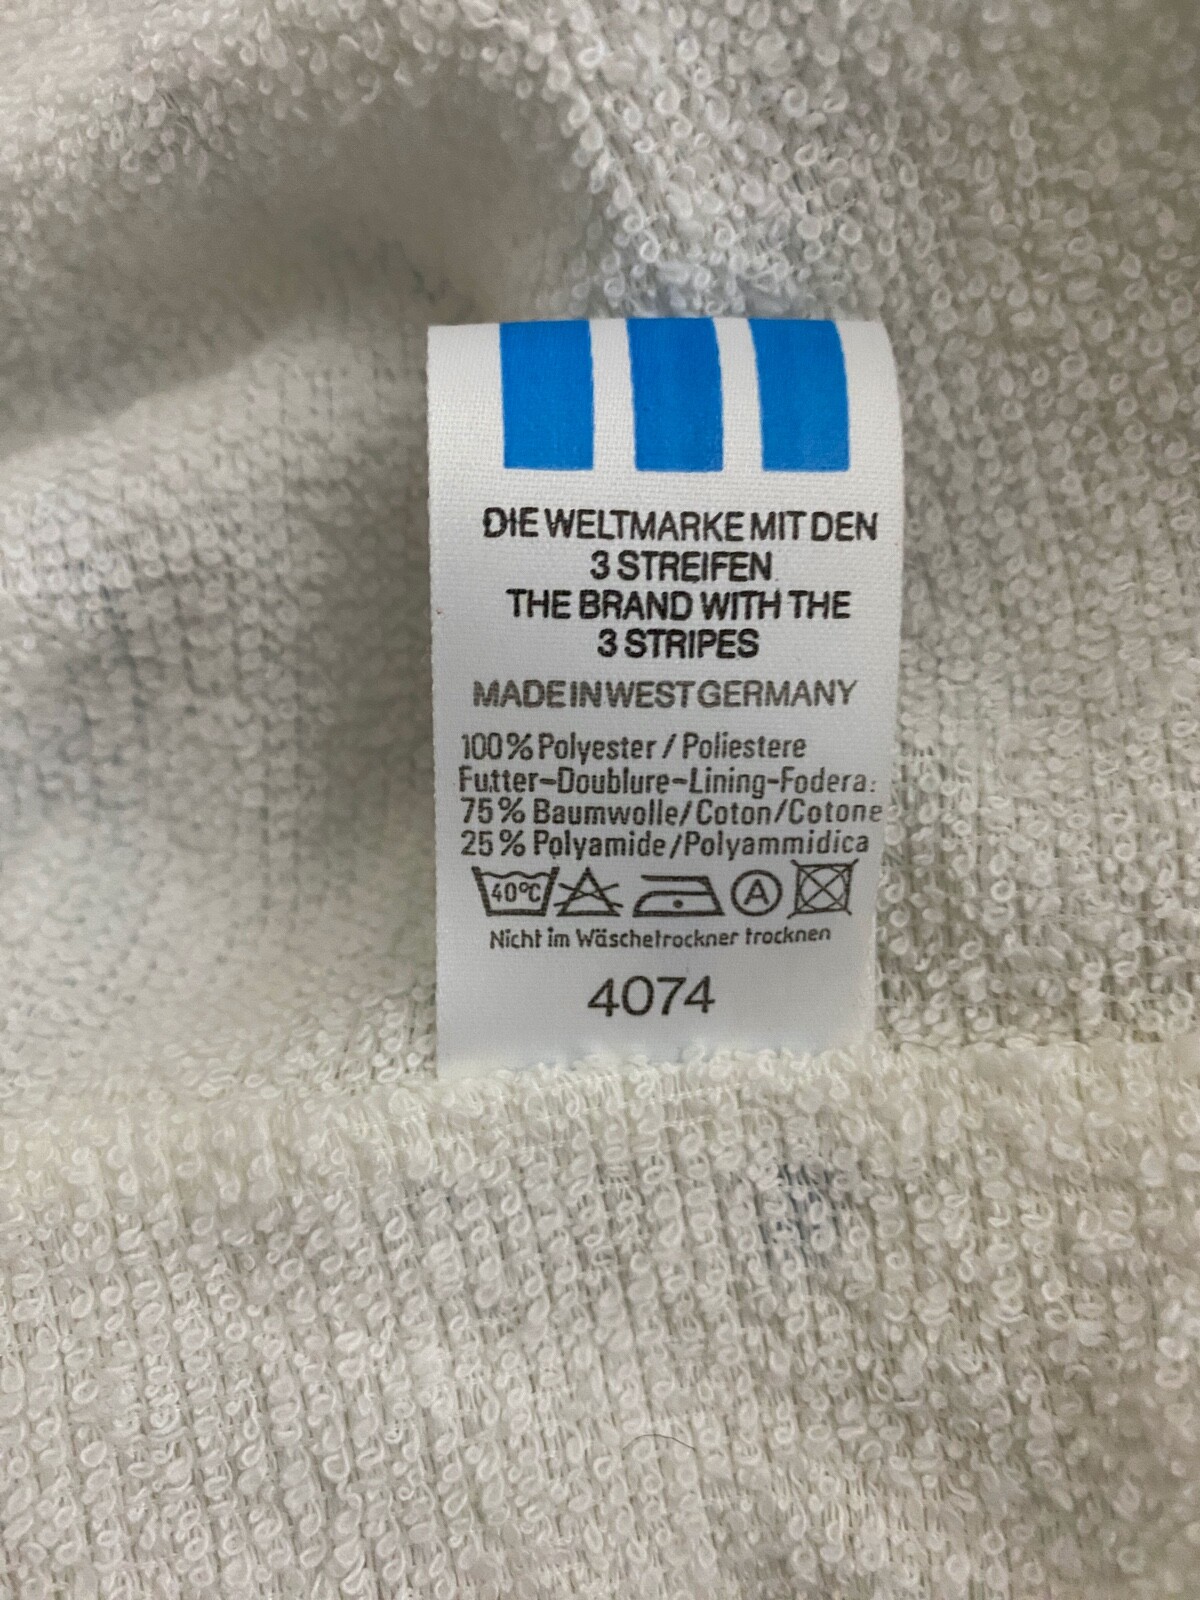 DIE WELTMARKE MIT DEN
3 STREIFEN
THE BRAND WITH THE
3 STRIPES
MADE IN WEST GERMANY
100% Polyester / Poliestere
Futter-Doublure-Lining-Fodera:
75% Baumwolle/Coton/Cotone
25% Polyamide/Polyammidica
40°C A
Nicht im Wäschetrockner trocknen
4074